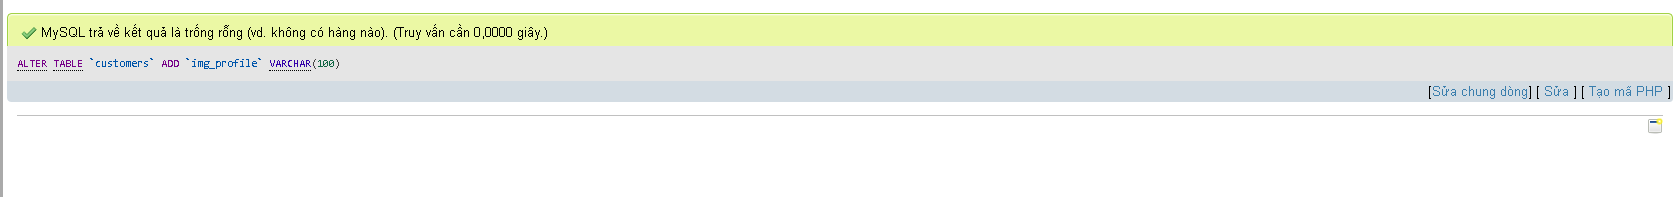 MySQL trả về kết quả là trống rỗng (vd. không có hàng nào). (Truy vấn cần 0,0000 giây.)
ALTER TABLE `customers` ADD `img_profile` VARCHAR(100)
[Sửa chung dòng] [ Sửa ] [ Tạo mã PHP ]